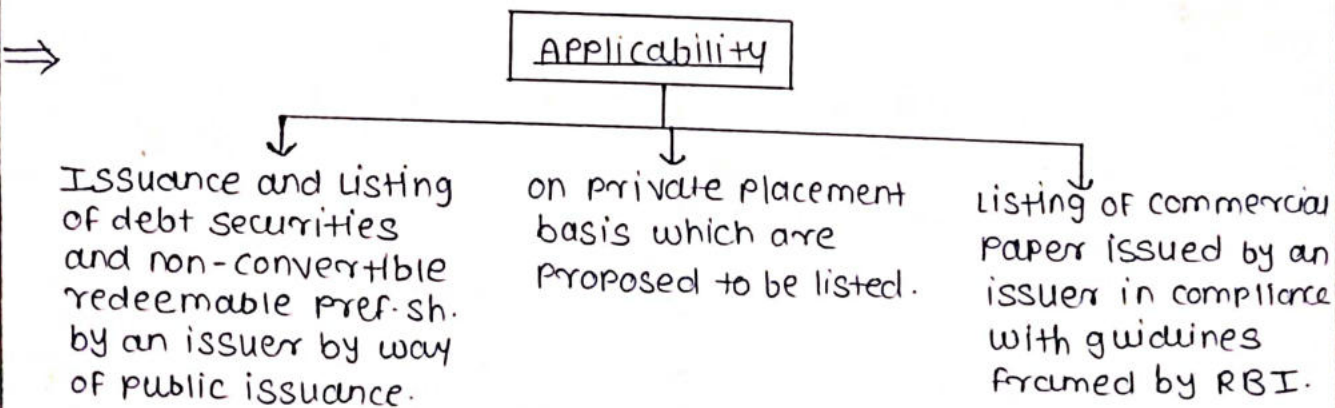 ⇒
Applicability
Issuance and Listing
of debt securities
and non-convertible
redeemable pref.sh.
by an issuer by way
of public issuance.
on private placement
basis which are
proposed to be listed.
Listing of commercial
paper issued by an
issuer in compliance
with guidlines
framed by RBI.